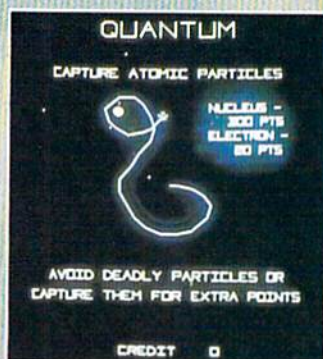 QUANTUM
CAPTURE ATOMIC PARTICLES
NUCLEUS -
300 PTS
ELECTRON -
20 PTS
AVOID DEADLY PARTICLES OR
CAPTURE THEM FOR EXTRA POINTS
CREDIT 0